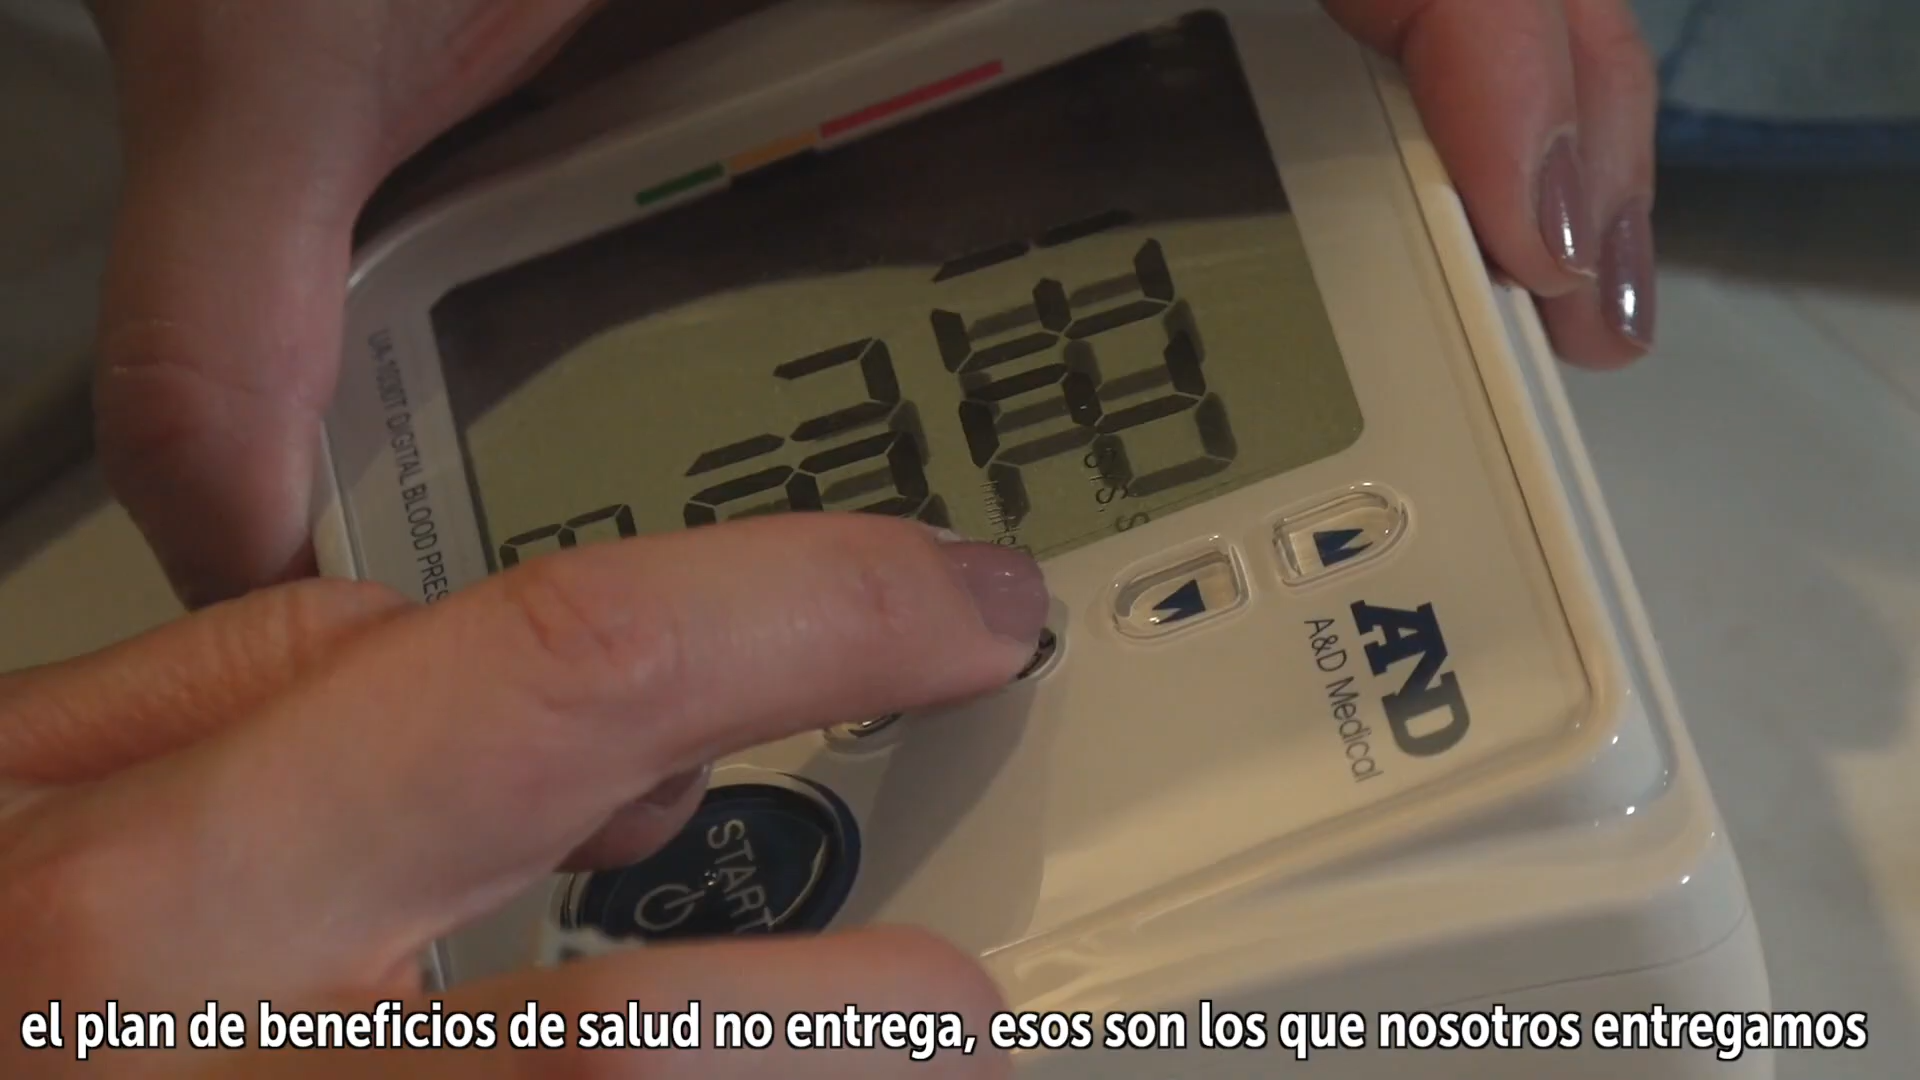 UA-1030T DIGITAL BLOOD PRES
SYS.
mmHg
AND
A&D Medical
START
el plan de beneficios de salud no entrega, esos son los que nosotros entregamos